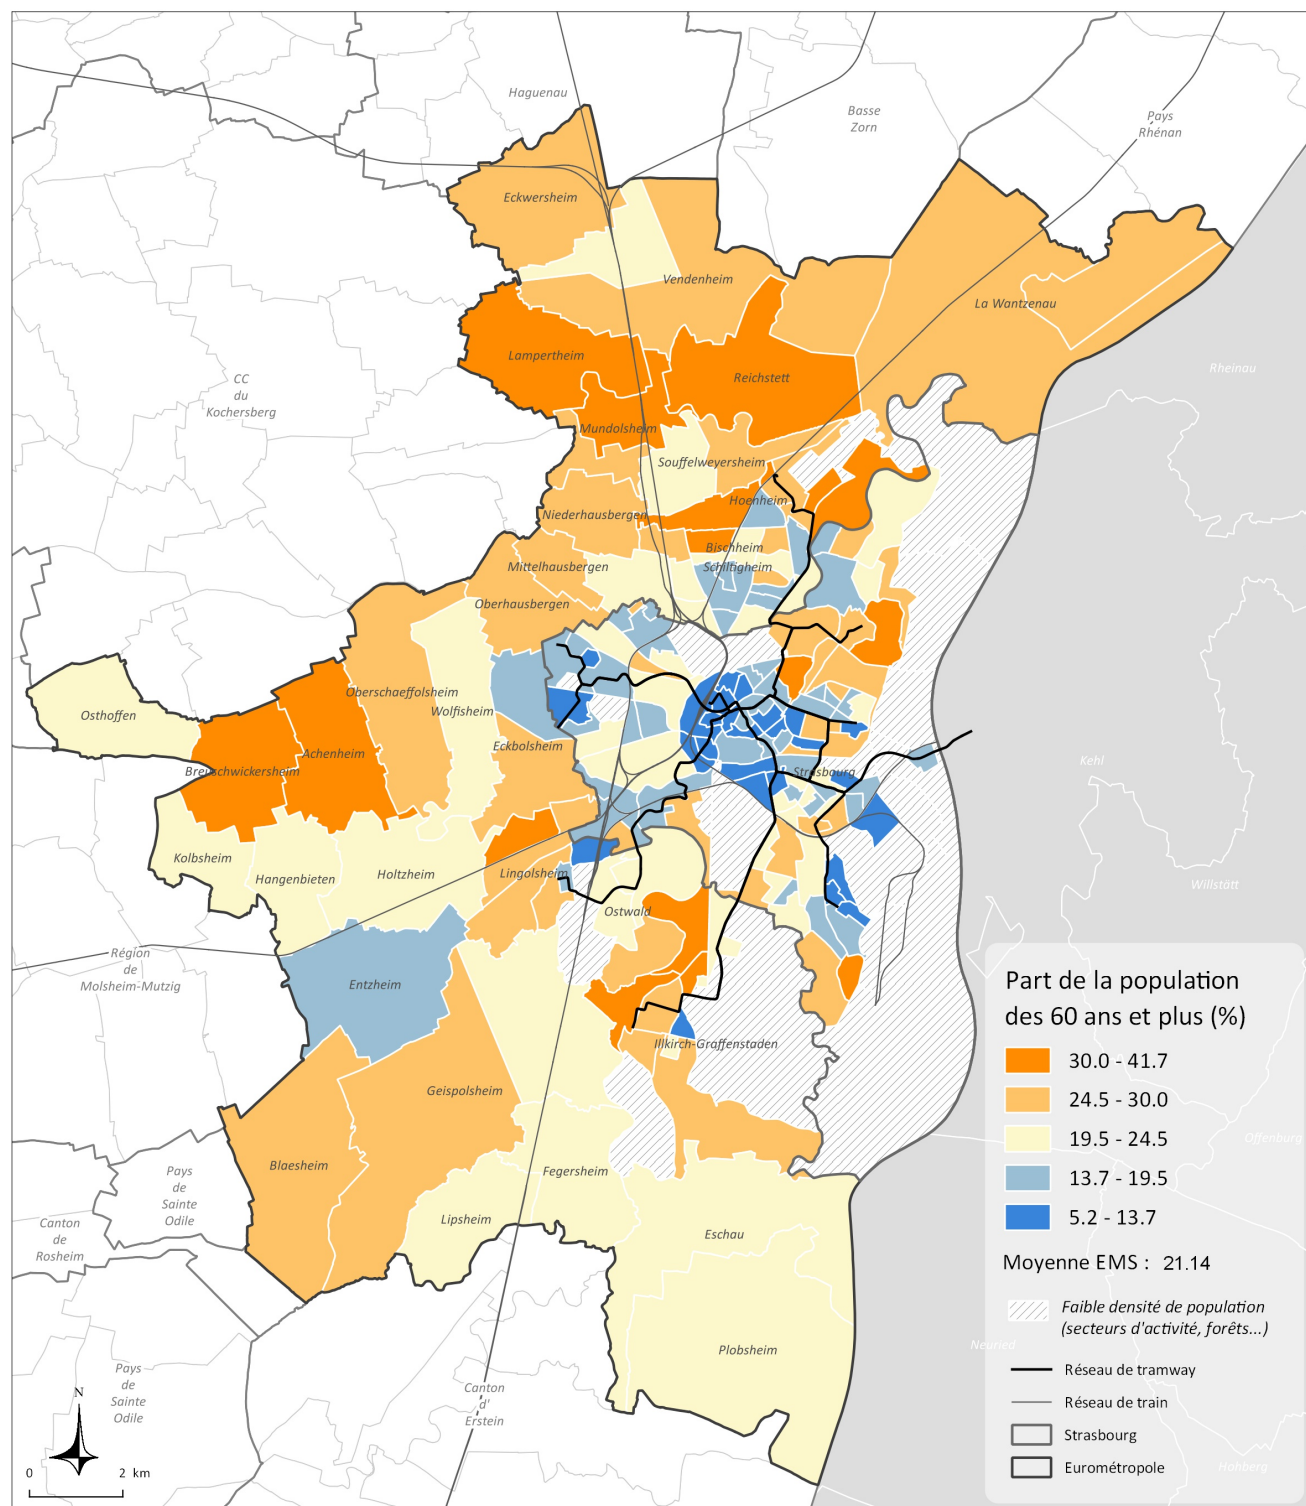 Haguenau
Basse
Zorn
Pays
Rhénan
Eckwersheim
Vendenheim
La Wantzenau
Lampertheim
Reichstett
Rheinau
CC
du
Kochersberg
Mundolsheim
Souffelweyersheim
Hoenheim
Niederhausbergen
Bischheim
Mittelhausbergen
Schiltigheim
Oberhausbergen
Oberschaeffolsheim
Wolfisheim
Osthoffen
Eckbolsheim
Achenheim
Breuschwickersheim
Strasbourg
Kehl
Kolbsheim
Hangenbieten
Holtzheim
Lingolsheim
Willstätt
Ostwald
Région
de
Molsheim-Mutzig
Entzheim
Illkirch-Graffenstaden
Geispolsheim
Offenburg
Blaesheim
Fegersheim
Pays
de
Sainte
Odile
Canton
de
Rosheim
Lipsheim
Eschau
Plobsheim
Neuried
Pays
de
Sainte
Odile
Canton
d'
Erstein
Hohberg
N
0 2 km
Part de la population
des 60 ans et plus (%)
30.0 - 41.7
24.5 - 30.0
19.5 - 24.5
13.7 - 19.5
5.2 - 13.7
Moyenne EMS : 21.14
Faible densité de population
(secteurs d'activité, forêts...)
Réseau de tramway
Réseau de train
Strasbourg
Eurométropole